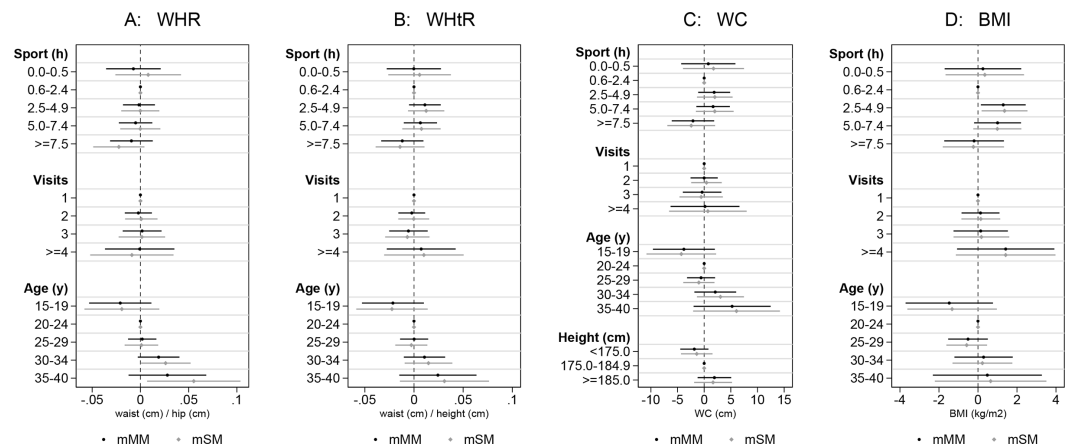 A: WHR
Sport (h)
0.0-0.5
0.6-2.4
2.5-4.9
5.0-7.4
>=7.5
Visits
1
2
3
>=4
Age (y)
15-19
20-24
25-29
30-34
35-40
-.05 0 .05 .1
waist (cm) / hip (cm)
• mMM • mSM
B: WHtR
Sport (h)
0.0-0.5
0.6-2.4
2.5-4.9
5.0-7.4
>=7.5
Visits
1
2
3
>=4
Age (y)
15-19
20-24
25-29
30-34
35-40
-.05 0 .05 .1
waist (cm) / height (cm)
• mMM • mSM
C: WC
Sport (h)
0.0-0.5
0.6-2.4
2.5-4.9
5.0-7.4
>=7.5
Visits
1
2
3
>=4
Age (y)
15-19
20-24
25-29
30-34
35-40
Height (cm)
<175.0
175.0-184.9
>=185.0
-10 -5 0 5 10 15
WC (cm)
• mMM • mSM
D: BMI
Sport (h)
0.0-0.5
0.6-2.4
2.5-4.9
5.0-7.4
>=7.5
Visits
1
2
3
>=4
Age (y)
15-19
20-24
25-29
30-34
35-40
-4 -2 0 2 4
BMI (kg/m2)
• mMM • mSM